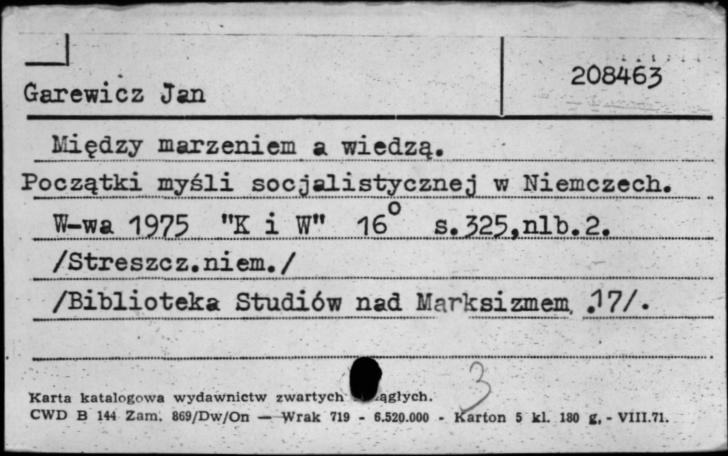 208463
Garewicz Jan
Między marzeniem a wiedzą.
Początki myśli socjalistycznej w Niemczech.
W-wa 1975 "K i W" 16° s.325,nlb.2.
/Streszcz.niem./
/Biblioteka Studiów nad Marksizmem, 17/.
3
Karta katalogowa wydawnictw zwartych ągłych.
CWD B 144 Zam. 869/Dw/On — Wrak 719 - 6.520.000 - Karton 5 kl. 180 g. - VIII.71.